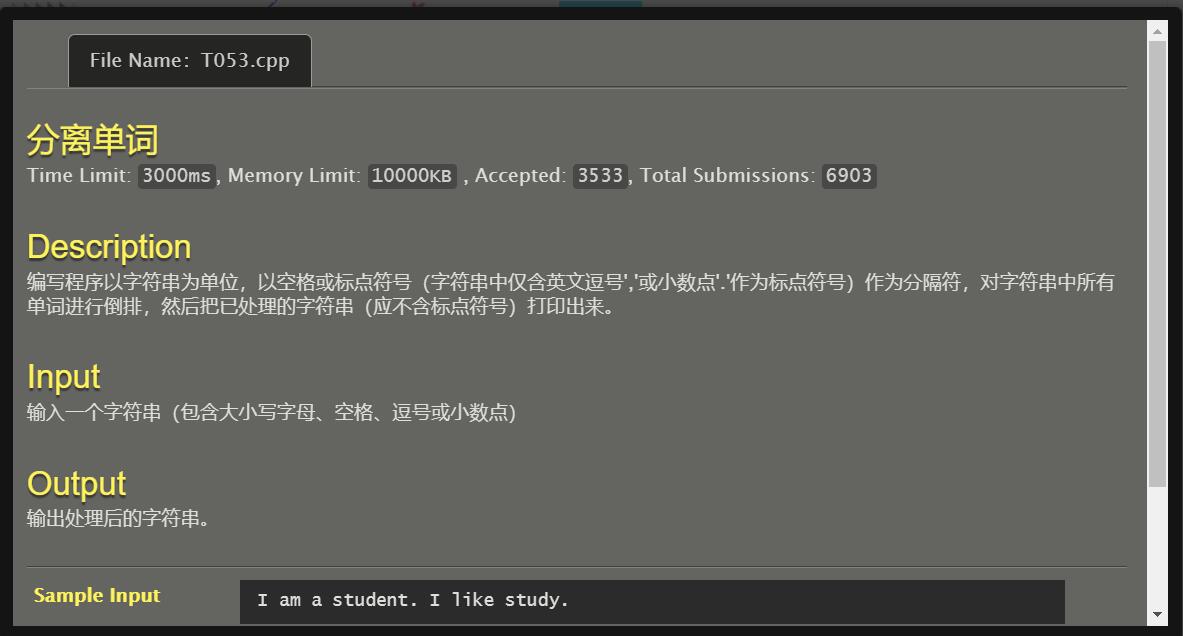 File Name：T053.cpp
分离单词
Time Limit: 3000ms, Memory Limit: 10000KB , Accepted: 3533, Total Submissions: 6903
Description
编写程序以字符串为单位，以空格或标点符号（字符串中仅含英文逗号','或小数点'.'作为标点符号）作为分隔符，对字符串中所有
单词进行倒排，然后把已处理的字符串（应不含标点符号）打印出来。
Input
输入一个字符串（包含大小写字母、空格、逗号或小数点）
Output
输出处理后的字符串。
Sample Input
I am a student. I like study.